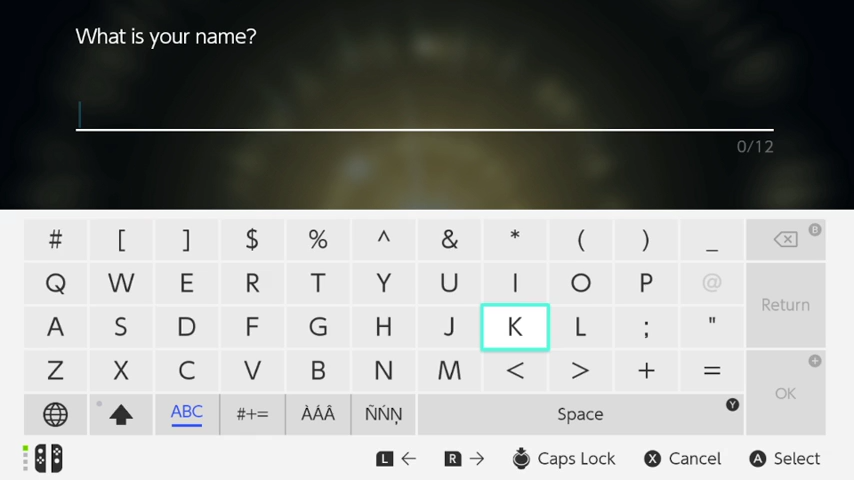 What is your name?
0/12
# [ ] $ % ^ & * ( ) _ B
Q W E R T Y U I O P @ Return
A S D F G H J K L ; "
Z X C V B N M < > + = OK +
ABC #+= ÀÁÂ ÑŃŅ Space Y
L ← R → Caps Lock X Cancel A Select